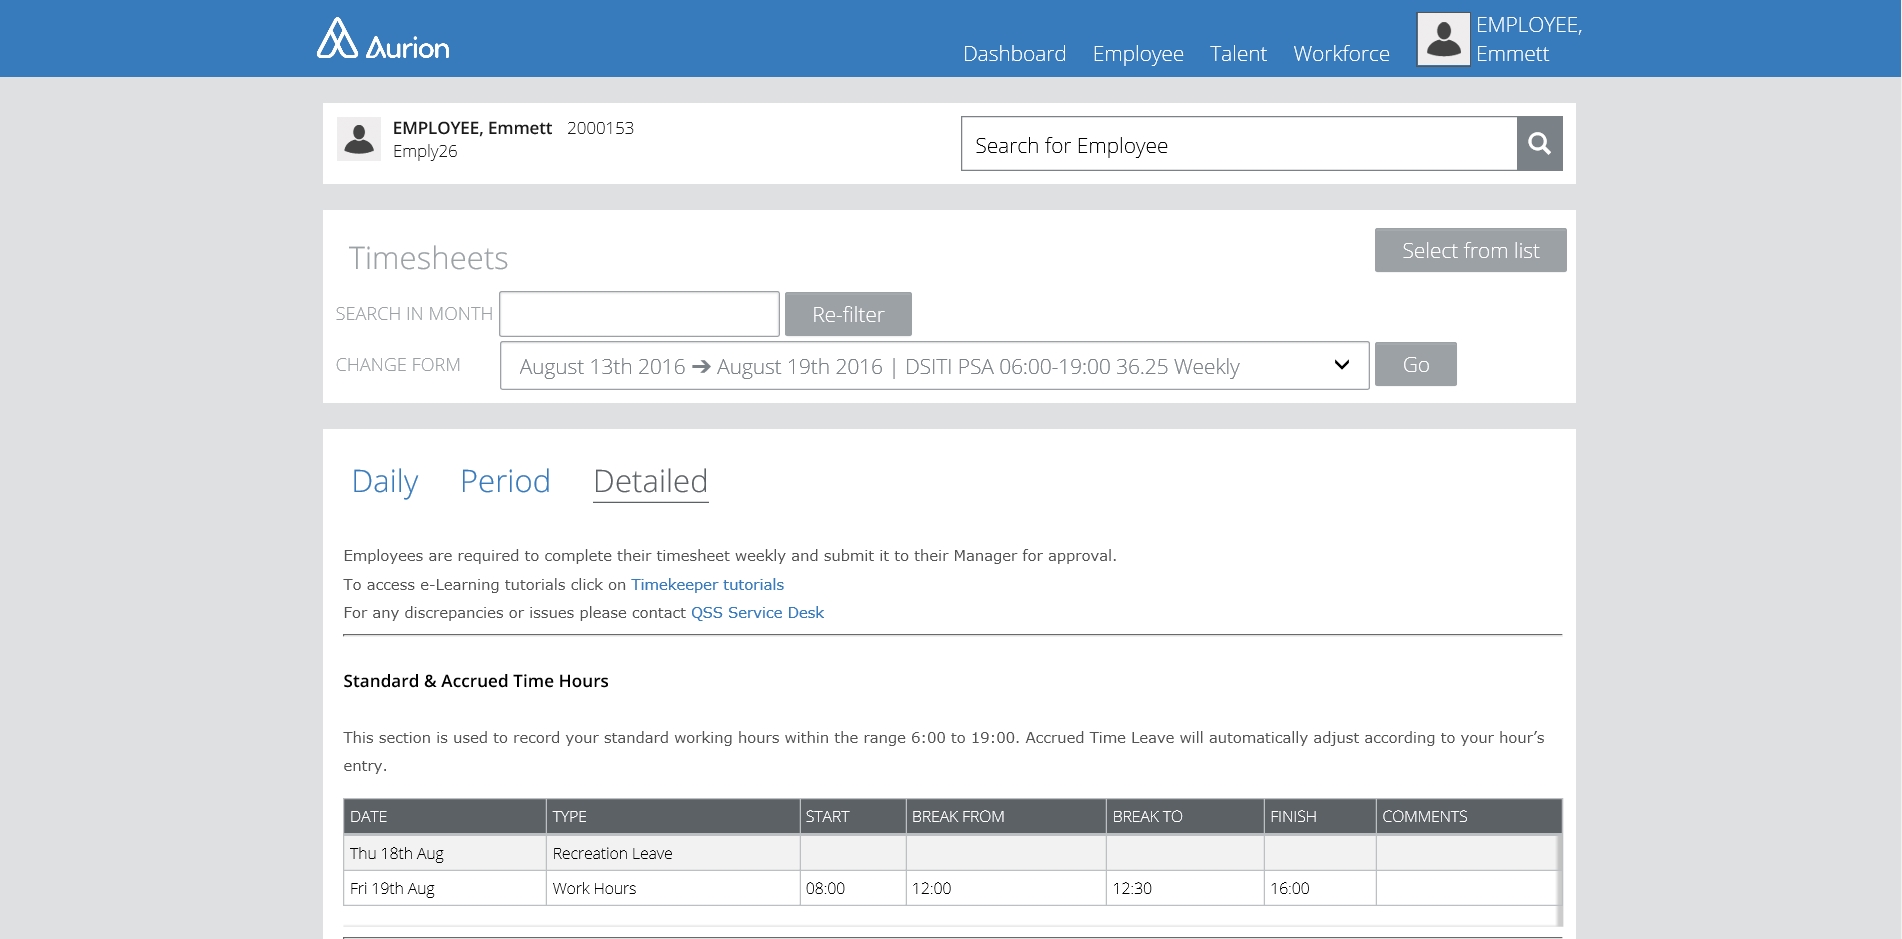 Aurion
Dashboard Employee Talent Workforce EMPLOYEE,
Emmett
EMPLOYEE, Emmett 2000153
Emply26
Search for Employee
Timesheets
Select from list
SEARCH IN MONTH Re-filter
CHANGE FORM August 13th 2016 ➔ August 19th 2016 | DSITI PSA 06:00-19:00 36.25 Weekly Go
Daily Period Detailed
Employees are required to complete their timesheet weekly and submit it to their Manager for approval.
To access e-Learning tutorials click on Timekeeper tutorials
For any discrepancies or issues please contact QSS Service Desk
Standard & Accrued Time Hours
This section is used to record your standard working hours within the range 6:00 to 19:00. Accrued Time Leave will automatically adjust according to your hour’s
entry.
DATE TYPE START BREAK FROM BREAK TO FINISH COMMENTS
Thu 18th Aug Recreation Leave
Fri 19th Aug Work Hours 08:00 12:00 12:30 16:00